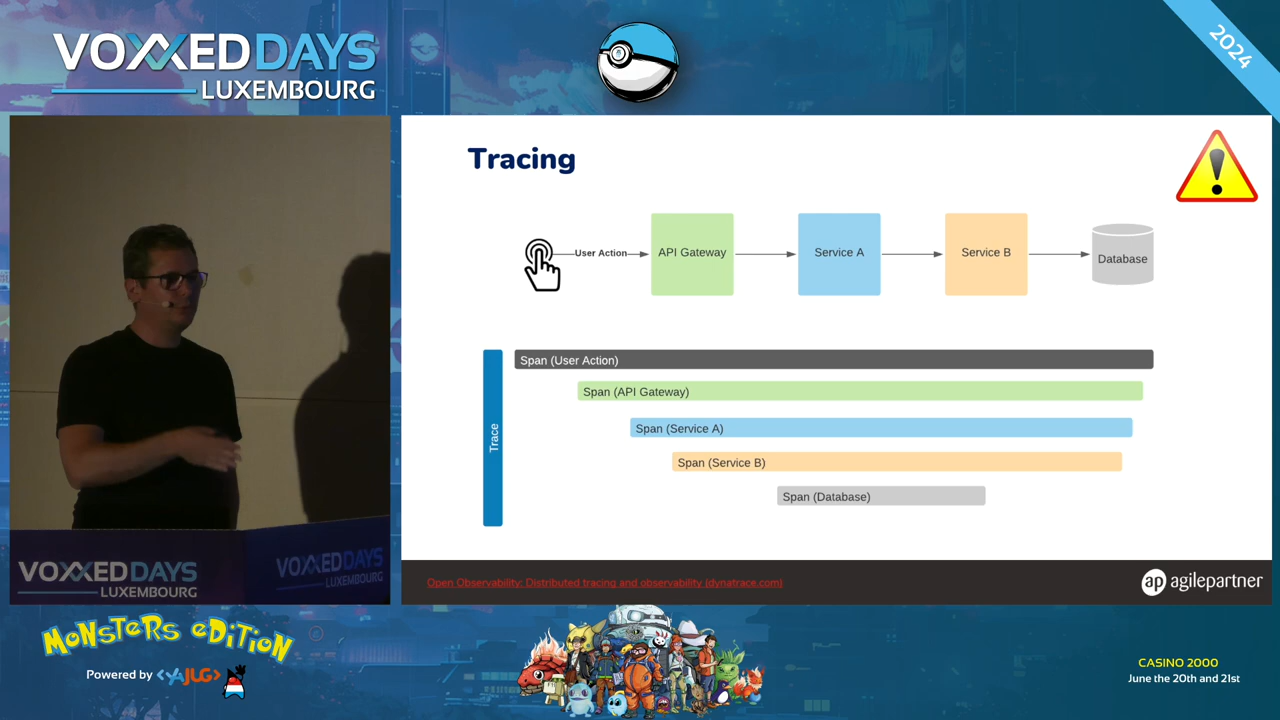 VOXXED DAYS
LUXEMBOURG
2024
Tracing
User Action
API Gateway
Service A
Service B
Database
Trace
Span (User Action)
Span (API Gateway)
Span (Service A)
Span (Service B)
Span (Database)
Open Observability: Distributed tracing and observability (dynatrace.com)
ap agilepartner
VOXXED DAYS
LUXEMBOURG
VOXXED DAYS
LUXEMBOURG
MONSTERS EDITION
Powered by <YAJUG>
CASINO 2000
June the 20th and 21st